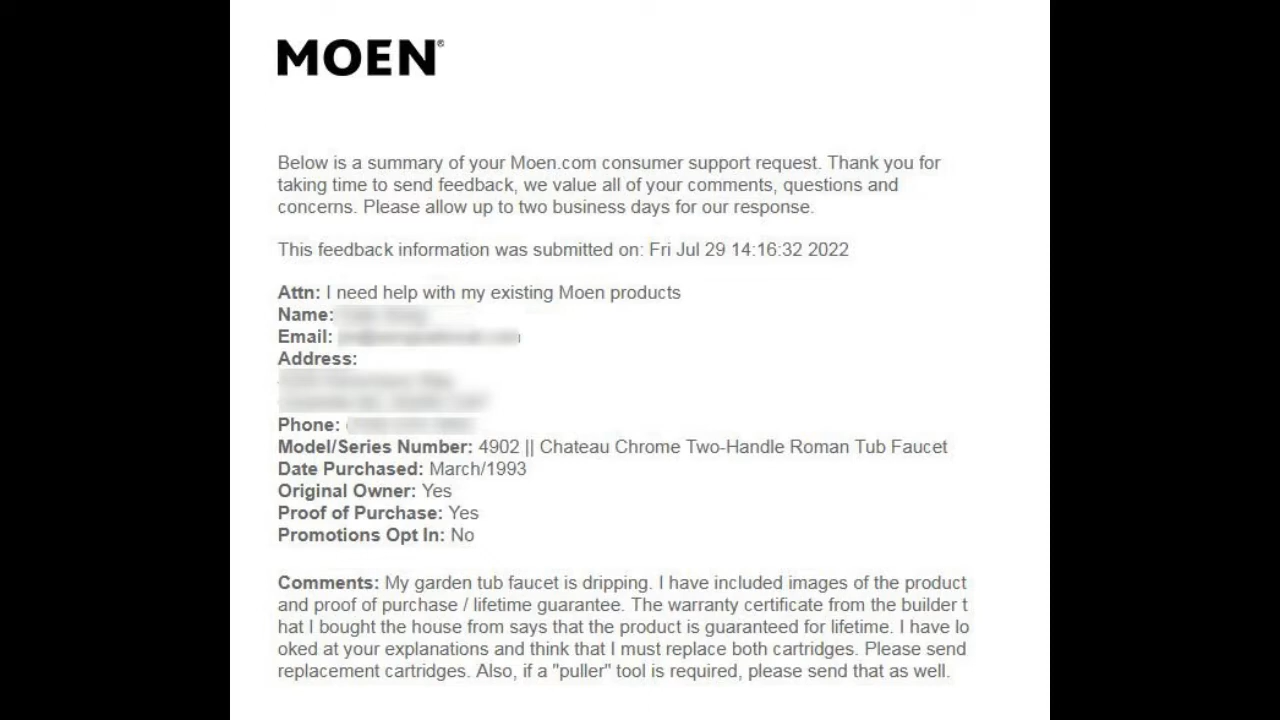 MOEN®
Below is a summary of your Moen.com consumer support request. Thank you for
taking time to send feedback, we value all of your comments, questions and
concerns. Please allow up to two business days for our response.
This feedback information was submitted on: Fri Jul 29 14:16:32 2022
Attn: I need help with my existing Moen products
Name:
Email:
Address:
Phone:
Model/Series Number: 4902 || Chateau Chrome Two-Handle Roman Tub Faucet
Date Purchased: March/1993
Original Owner: Yes
Proof of Purchase: Yes
Promotions Opt In: No
Comments: My garden tub faucet is dripping. I have included images of the product
and proof of purchase / lifetime guarantee. The warranty certificate from the builder t
hat I bought the house from says that the product is guaranteed for lifetime. I have lo
oked at your explanations and think that I must replace both cartridges. Please send
replacement cartridges. Also, if a "puller" tool is required, please send that as well.